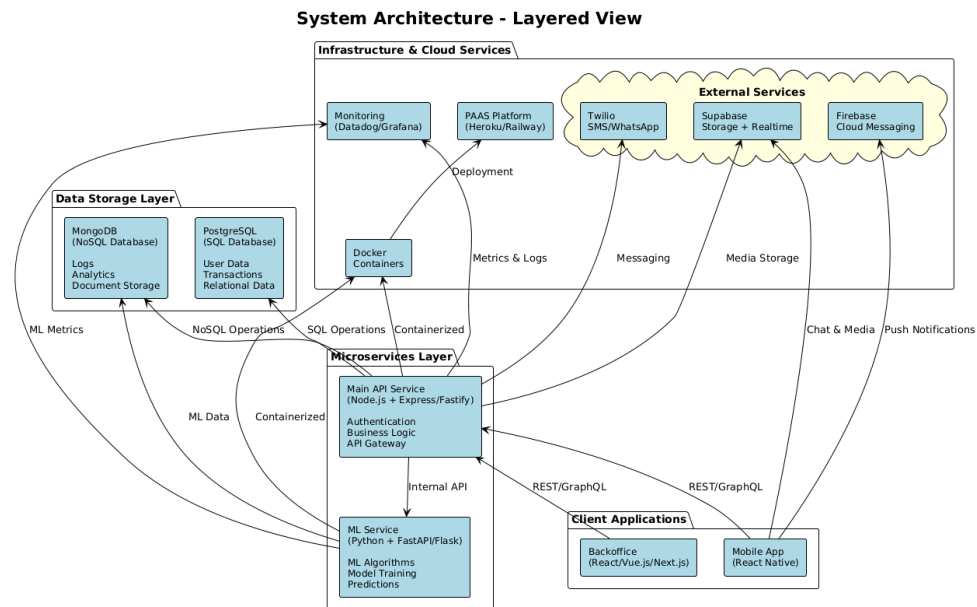 System Architecture - Layered View
Infrastructure & Cloud Services
External Services
Monitoring
(Datadog/Grafana)
PAAS Platform
(Heroku/Railway)
Twilio
SMS/WhatsApp
Supabase
Storage + Realtime
Firebase
Cloud Messaging
Deployment
Data Storage Layer
MongoDB
(NoSQL Database)
Logs
Analytics
Document Storage
PostgreSQL
(SQL Database)
User Data
Transactions
Relational Data
Docker
Containers
Metrics & Logs
Messaging
Media Storage
ML Metrics
NoSQL Operations
SQL Operations
Containerized
Chat & Media
Push Notifications
Microservices Layer
Main API Service
(Node.js + Express/Fastify)
Authentication
Business Logic
API Gateway
ML Data
Containerized
Internal API
REST/GraphQL
REST/GraphQL
ML Service
(Python + FastAPI/Flask)
ML Algorithms
Model Training
Predictions
Client Applications
Backoffice
(React/Vue.js/Next.js)
Mobile App
(React Native)